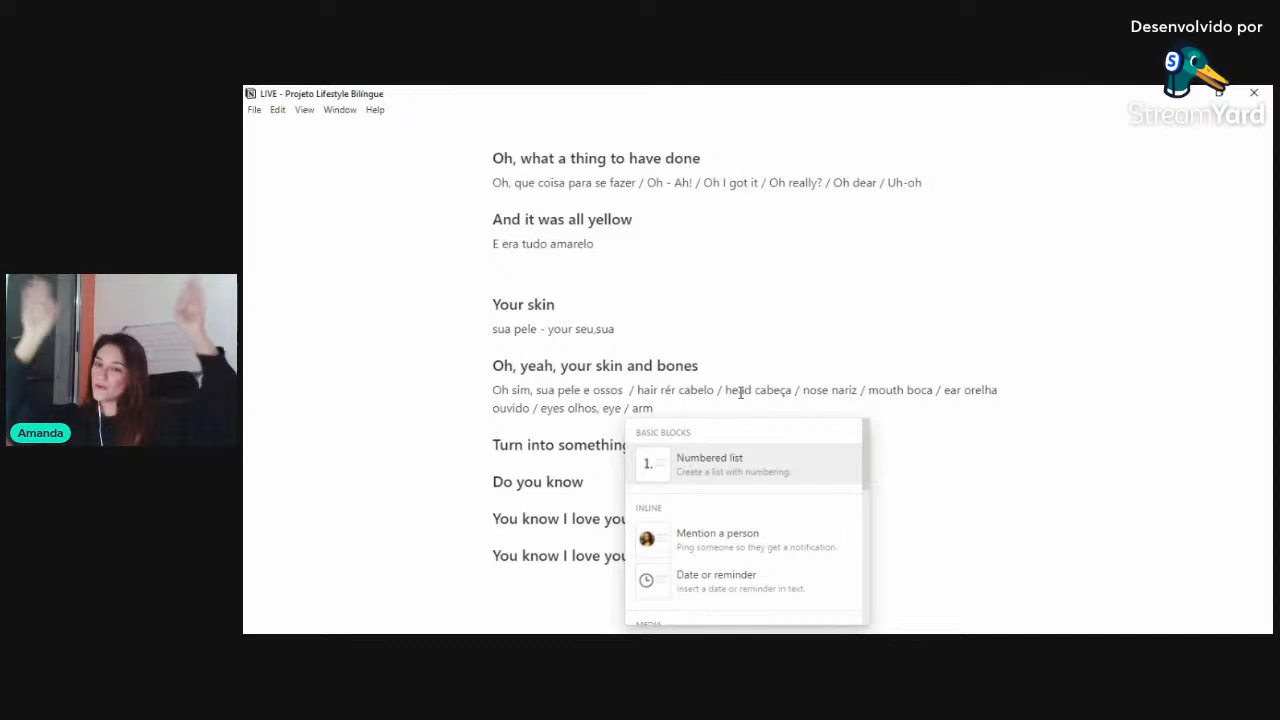 Desenvolvido por
StreamYard
LIVE - Projeto Lifestyle Bilíngue
File Edit View Window Help
Oh, what a thing to have done
Oh, que coisa para se fazer / Oh - Ah! / Oh I got it / Oh really? / Oh dear / Uh-oh
And it was all yellow
E era tudo amarelo
Your skin
sua pele - your seu,sua
Oh, yeah, your skin and bones
Oh sim, sua pele e ossos / hair rér cabelo / head cabeça / nose nariz / mouth boca / ear orelha
ouvido / eyes olhos, eye / arm
Turn into something
Do you know
You know I love you
You know I love you
BASIC BLOCKS
1. Numbered list
Create a list with numbering.
INLINE
Mention a person
Ping someone so they get a notification.
Date or reminder
Insert a date or reminder in text.
MEDIA
Amanda